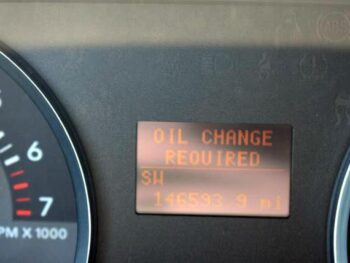 OIL CHANGE
REQUIRED
SW
146593.9 mi
6
7
PM X 1000